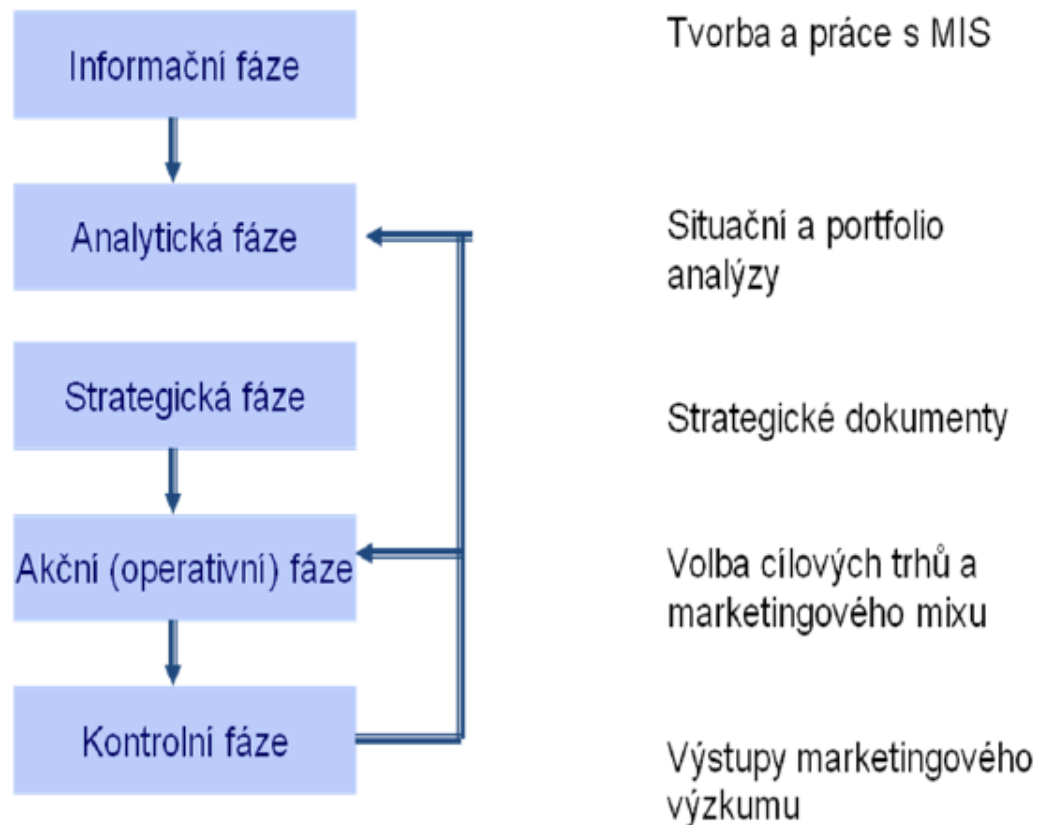 Informační fáze
Tvorba a práce s MIS
Analytická fáze
Situační a portfolio
analýzy
Strategická fáze
Strategické dokumenty
Akční (operativní) fáze
Volba cílových trhů a
marketingového mixu
Kontrolní fáze
Výstupy marketingového
výzkumu